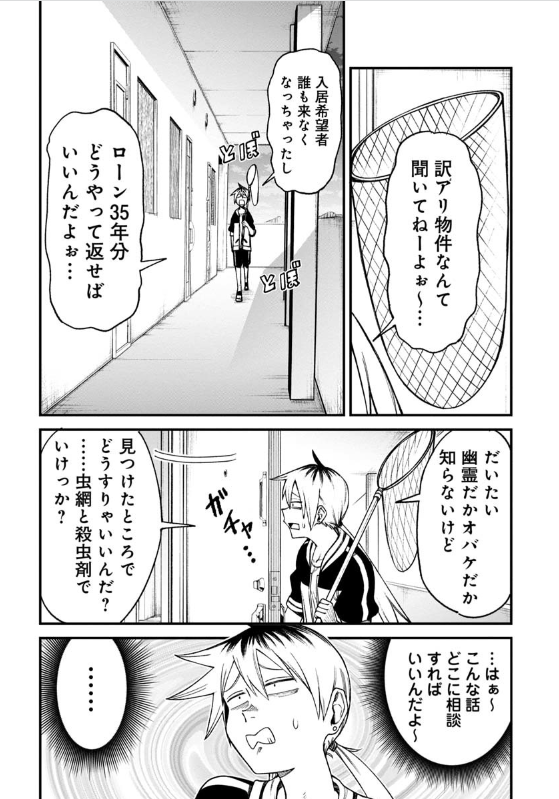 訳アリ物件なんて
聞いてねーよぉ〜…
入居希望者
誰も来なく
なっちゃったし
とぼ
とぼ
ローン35年分
どうやって返せば
いいんだよぉ…
だいたい
幽霊だかオバケだか
知らないけど
ガチャ…
見つけたところで
どうすりゃいいんだ?
……虫網と殺虫剤で
いけっか?
…はぁ〜
こんな話
どこに相談
すれば
いいんだよ〜
……